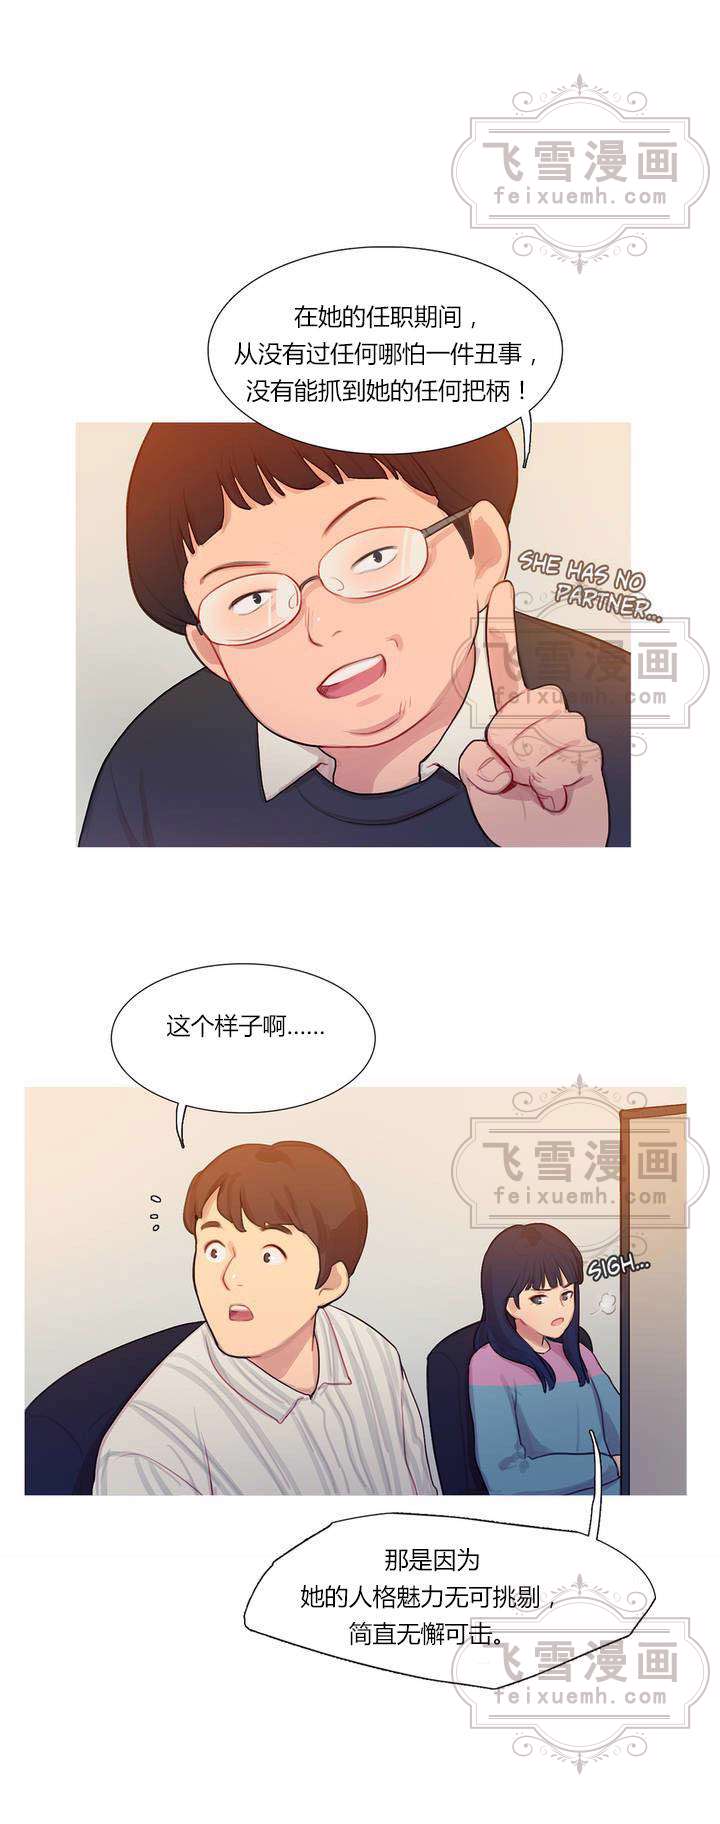 飞雪漫画
feixuemh.com
在她的任职期间，
从没有过任何哪怕一件丑事，
没有能抓到她的任何把柄！
SHE HAS NO
PARTNER...
飞雪漫画
feixuemh.com
这个样子啊……
飞雪漫画
feixuemh.com
SIGH...
那是因为
她的人格魅力无可挑剔，
简直无懈可击。
飞雪漫画
feixuemh.com